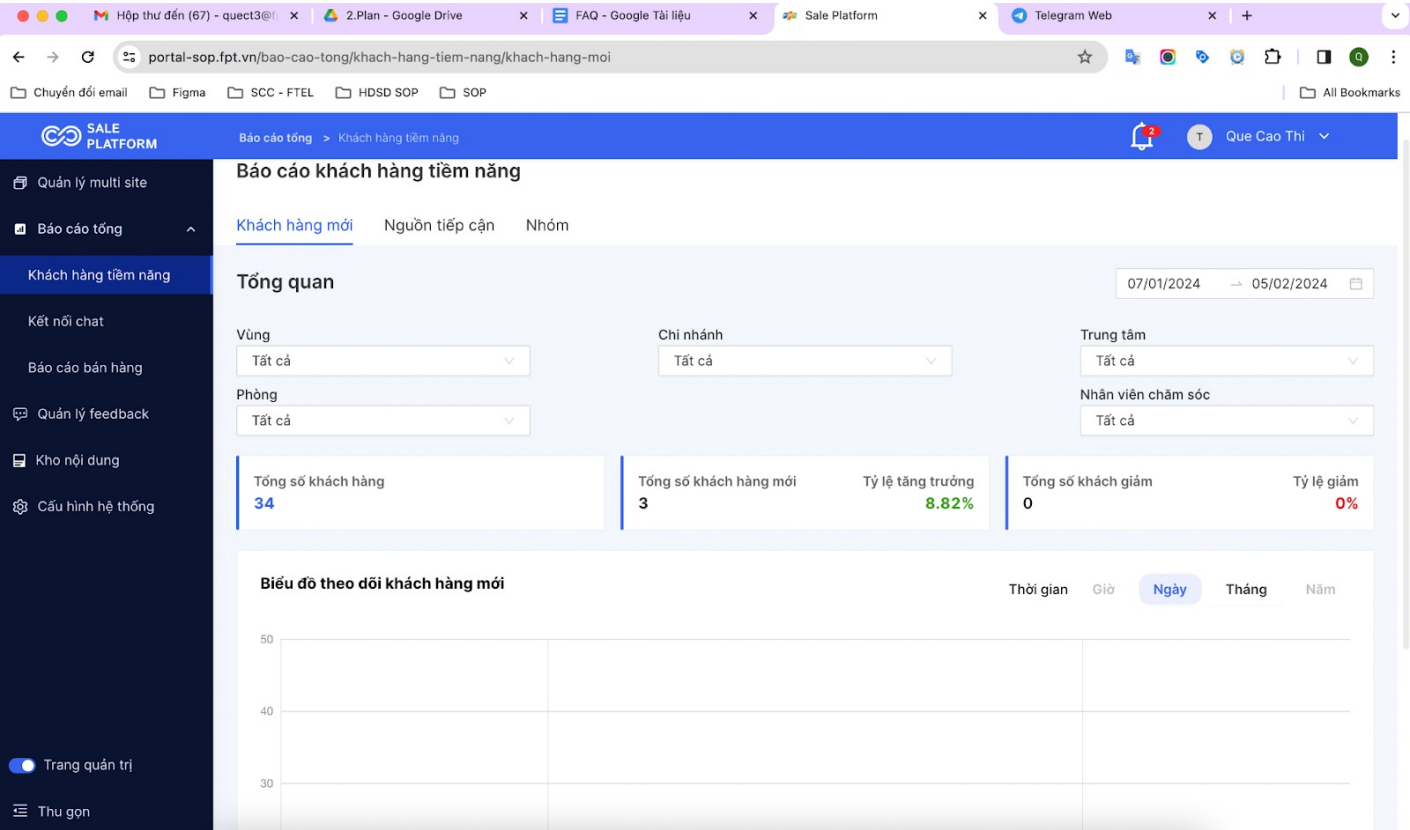 Hộp thư đến (67) - quect3@f
2.Plan - Google Drive
FAQ - Google Tài liệu
Sale Platform
Telegram Web
portal-sop.fpt.vn/bao-cao-tong/khach-hang-tiem-nang/khach-hang-moi
Q
Chuyển đổi email
Figma
SCC - FTEL
HDSD SOP
SOP
All Bookmarks
SALE
PLATFORM
Báo cáo tổng > Khách hàng tiềm năng
2
T
Que Cao Thi
Quản lý multi site
Báo cáo tổng
Khách hàng tiềm năng
Kết nối chat
Báo cáo bán hàng
Quản lý feedback
Kho nội dung
Cấu hình hệ thống
Trang quản trị
Thu gọn
Báo cáo khách hàng tiềm năng
Khách hàng mới
Nguồn tiếp cận
Nhóm
Tổng quan
07/01/2024 → 05/02/2024
Vùng
Tất cả
Chi nhánh
Tất cả
Trung tâm
Tất cả
Phòng
Tất cả
Nhân viên chăm sóc
Tất cả
Tổng số khách hàng
34
Tổng số khách hàng mới
3
Tỷ lệ tăng trưởng
8.82%
Tổng số khách giảm
0
Tỷ lệ giảm
0%
Biểu đồ theo dõi khách hàng mới
Thời gian
Giờ
Ngày
Tháng
Năm
50
40
30